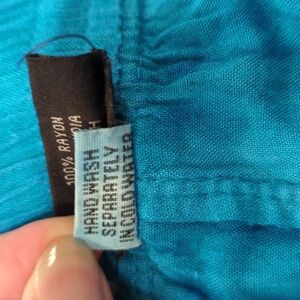 100% RAYON
HAND WASH
SEPARATELY
IN COLD WATER